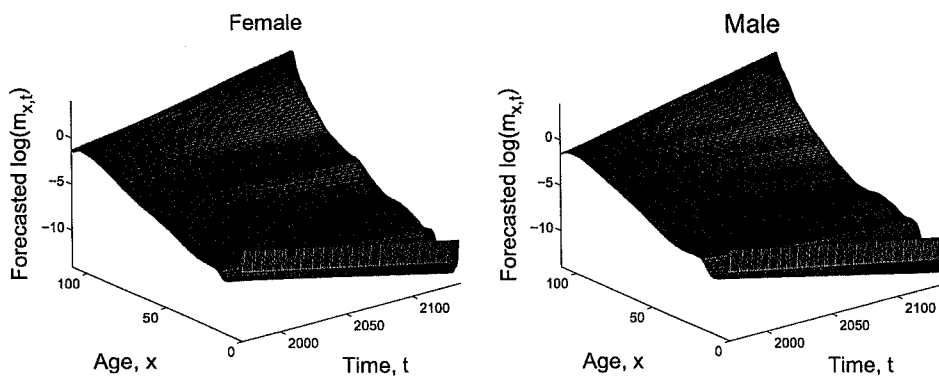 Female
Forecasted log(m_{x,t})
0
−5
−10
100
50
0
Age, x
2000
2050
2100
Time, t
Male
Forecasted log(m_{x,t})
0
−5
−10
100
50
0
Age, x
2000
2050
2100
Time, t